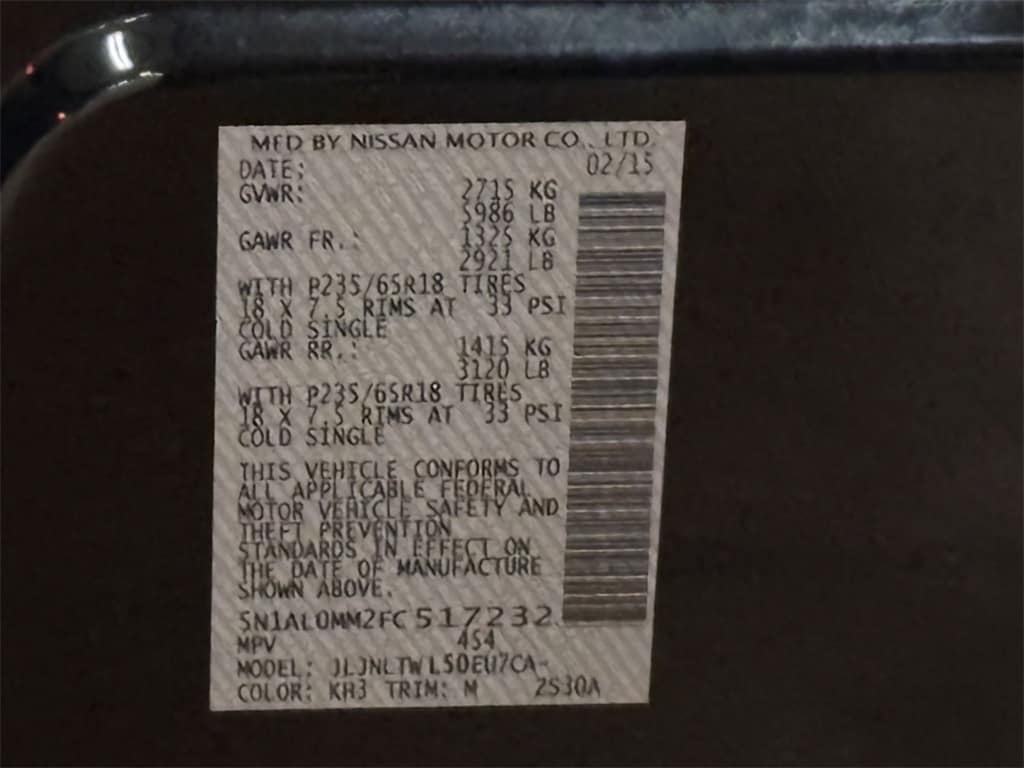 MFD BY NISSAN MOTOR CO., LTD.
DATE: 02/15
GVWR: 2715 KG
5986 LB
GAWR FR.: 1325 KG
2921 LB
WITH P235/65R18 TIRES
18 X 7.5 RIMS AT 33 PSI
COLD SINGLE
GAWR RR.: 1415 KG
3120 LB
WITH P235/65R18 TIRES
18 X 7.5 RIMS AT 33 PSI
COLD SINGLE
THIS VEHICLE CONFORMS TO
ALL APPLICABLE FEDERAL
MOTOR VEHICLE SAFETY AND
THEFT PREVENTION
STANDARDS IN EFFECT ON
THE DATE OF MANUFACTURE
SHOWN ABOVE.
5N1AL0MM2FC517232
MPV 454
MODEL: JLJNLTWL50EU7CA-
COLOR: KH3 TRIM: M 2S30A